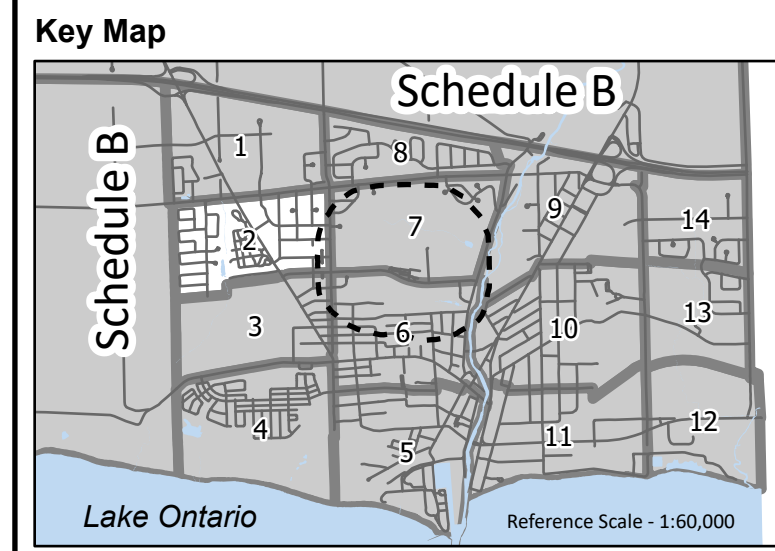 Key Map
Schedule B
Schedule B
1
8
2
7
9
14
3
6
10
13
4
5
11
12
Lake Ontario
Reference Scale - 1:60,000